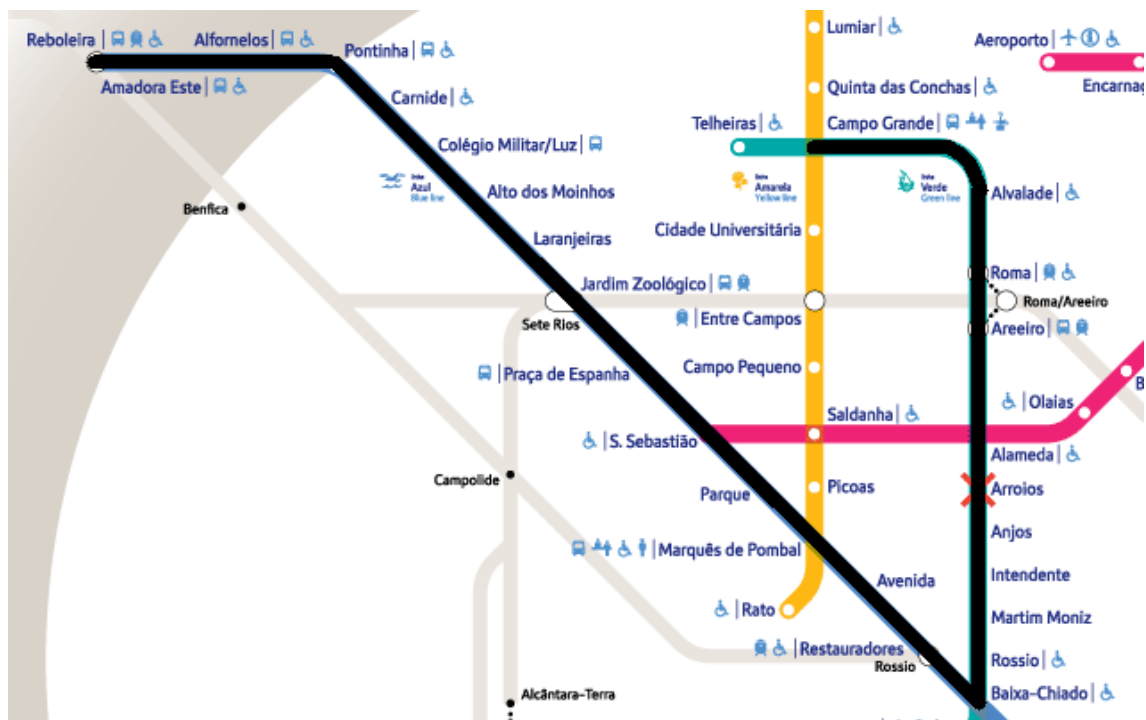 Lumiar
Reboleira
Alfornelos
Pontinha
Aeroporto
Amadora Este
Quinta das Conchas
Encarnaç
Carnide
Telheiras
Campo Grande
Colégio Militar/Luz
linha
Azul
Blue line
linha
Amarela
Yellow line
linha
Verde
Green line
Alto dos Moinhos
Alvalade
Benfica
Cidade Universitária
Laranjeiras
Roma
Jardim Zoológico
Roma/Areeiro
Sete Rios
Entre Campos
Areeiro
Praça de Espanha
Campo Pequeno
B
Olaias
Saldanha
S. Sebastião
Alameda
Campolide
Parque
Picoas
Arroios
Anjos
Marquês de Pombal
Avenida
Intendente
Rato
Martim Moniz
Restauradores
Rossio
Rossio
Baixa-Chiado
Alcântara-Terra